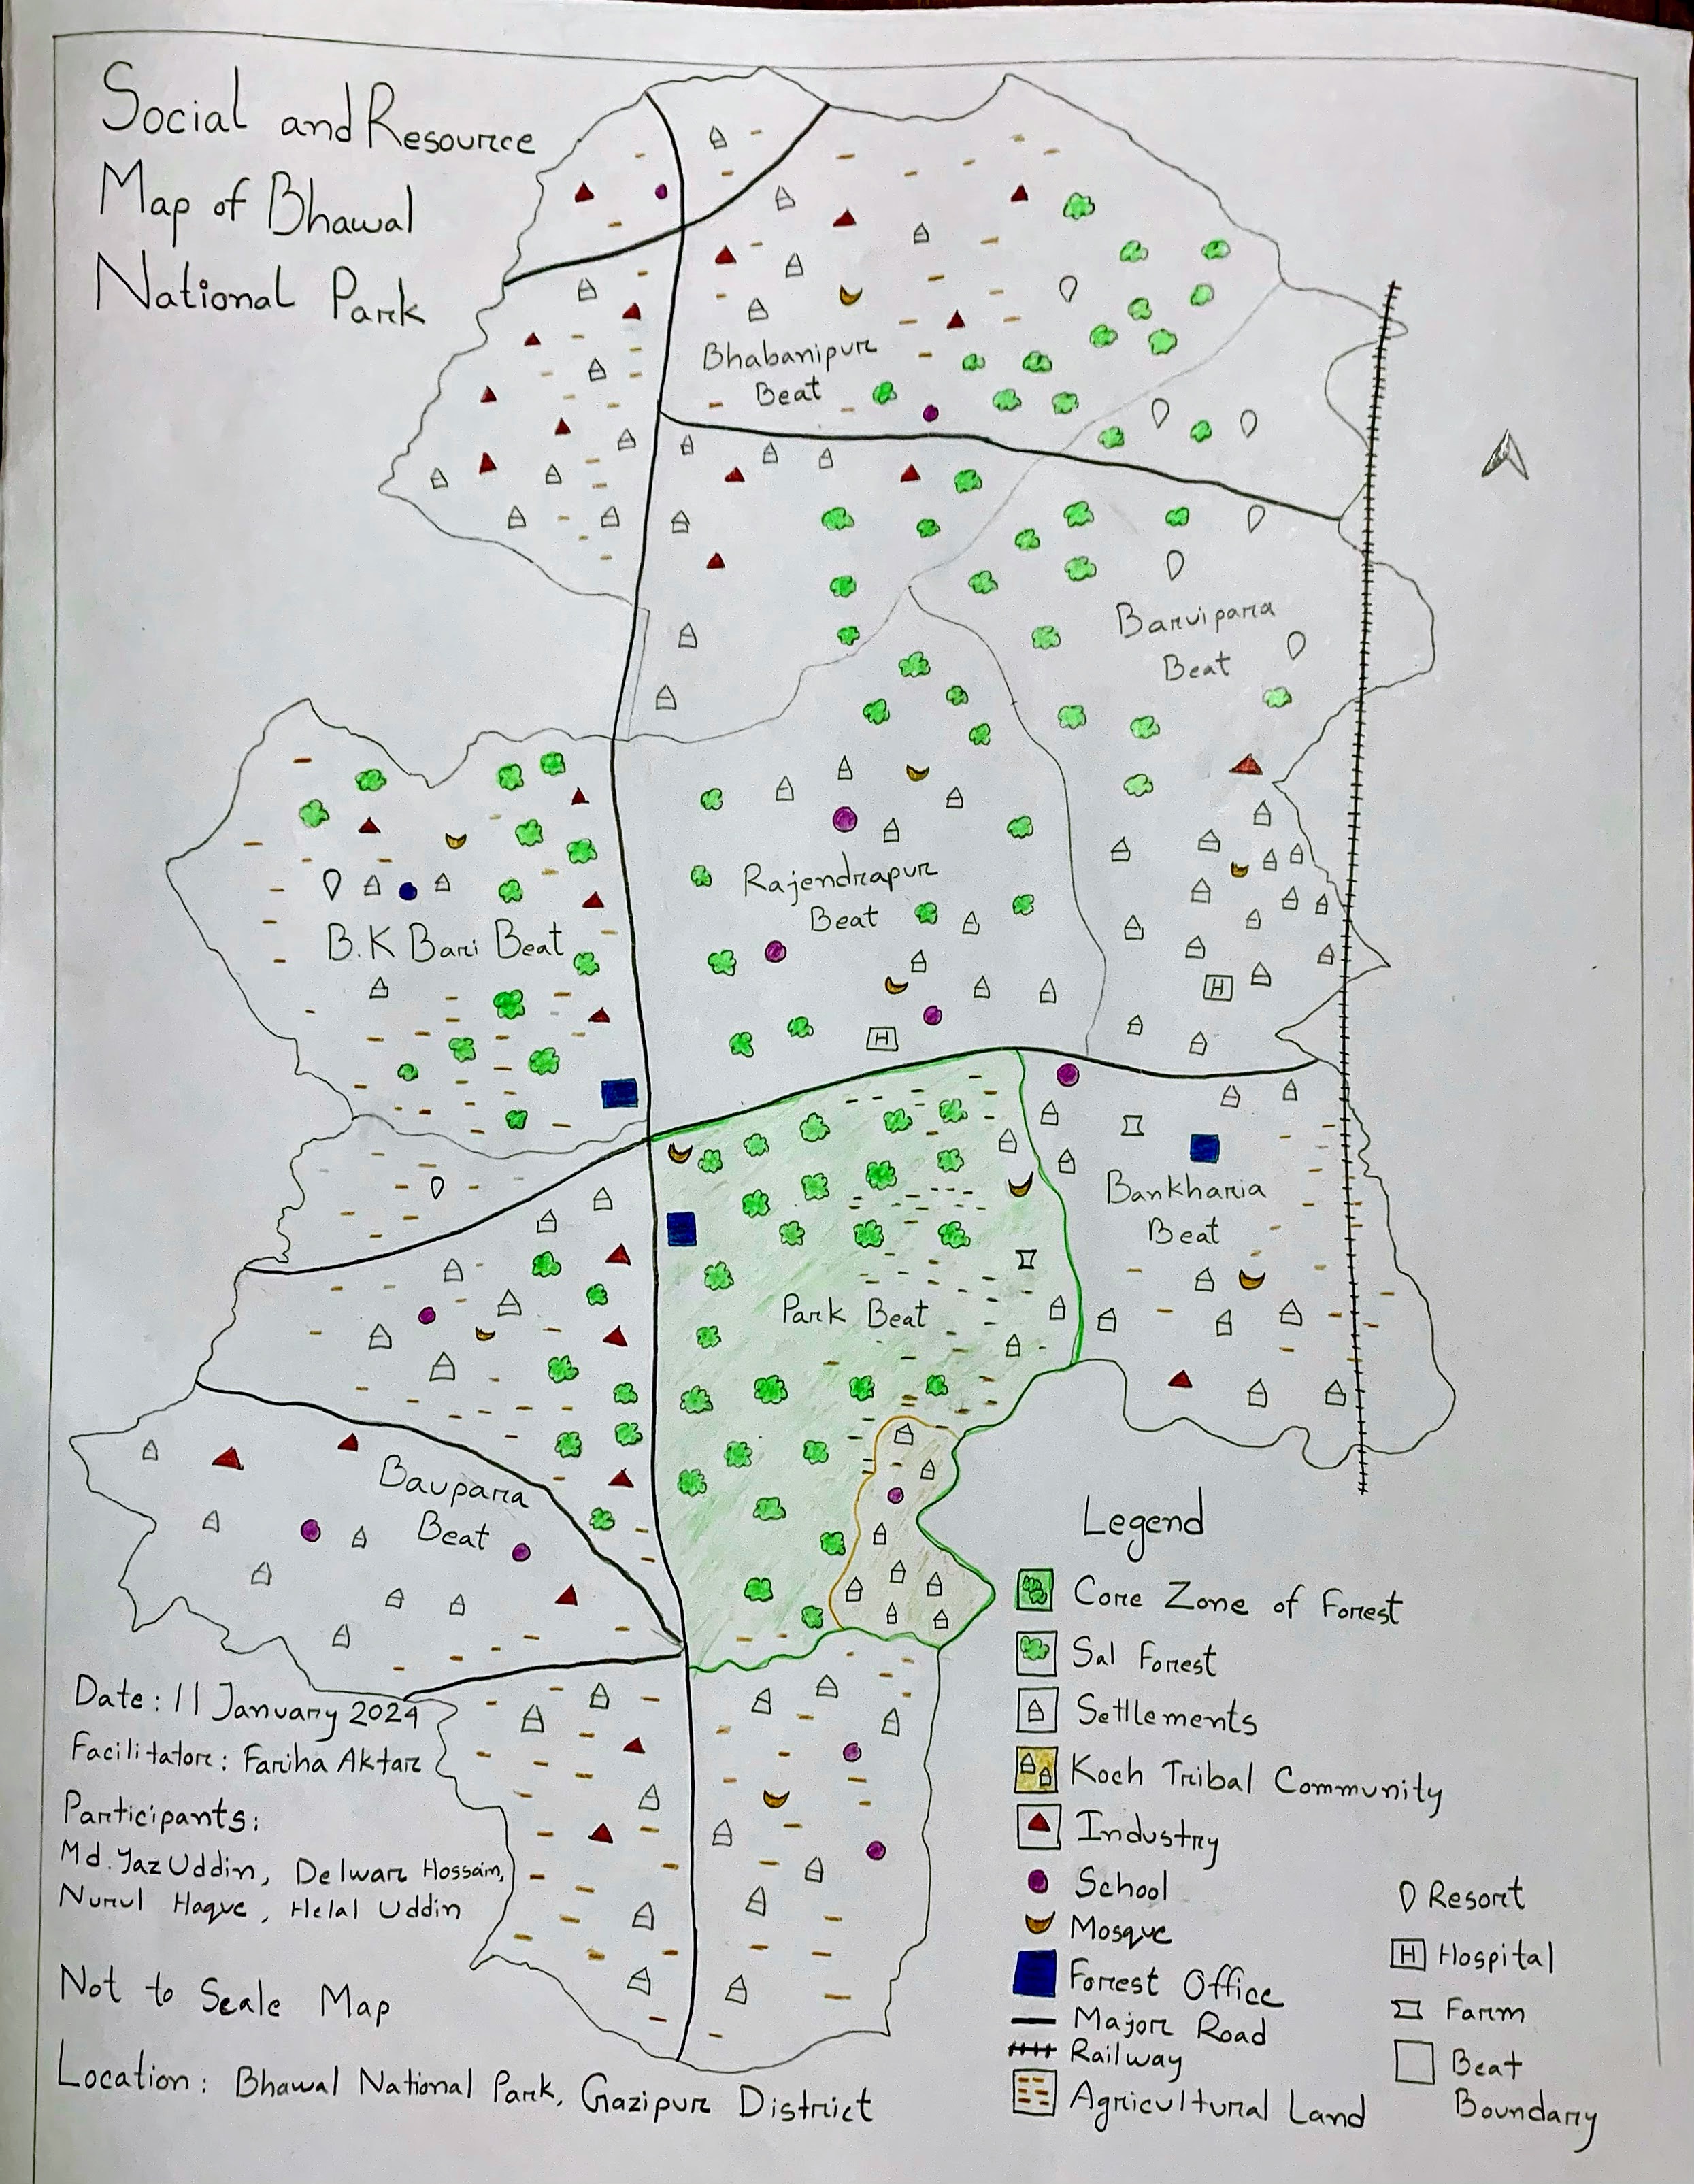 Social and Resource
Map of Bhawal
National Park
Bhabanipur
Beat
Baruipara
Beat
Rajendrapur
Beat
B.K Bari Beat
H
H
Bankharia
Beat
Park Beat
Baupara
Beat
Date: 11 January 2024
Facilitator: Fariha Aktar
Participants:
Md. Yaz Uddin, Delwar Hossain,
Nurul Haque, Helal Uddin
Not to Scale Map
Location: Bhawal National Park, Gazipur District
Legend
Core Zone of Forest
Sal Forest
Settlements
Koch Tribal Community
Industry
School
Mosque
Forest Office
Major Road
Railway
Agricultural Land
Resort
H Hospital
Farm
Beat
Boundary